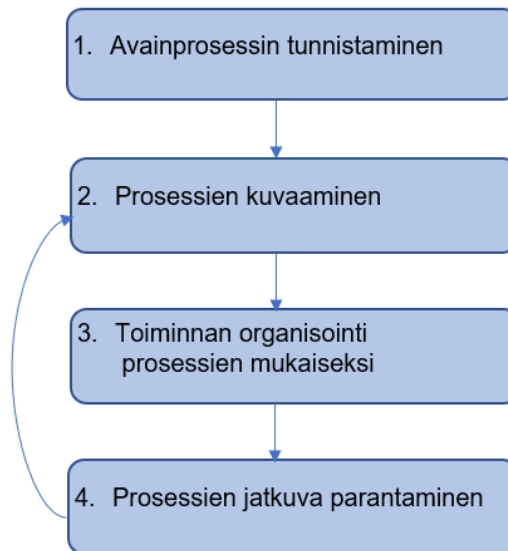 1. Avainprosessin tunnistaminen
2. Prosessien kuvaaminen
3. Toiminnan organisointi
prosessien mukaiseksi
4. Prosessien jatkuva parantaminen